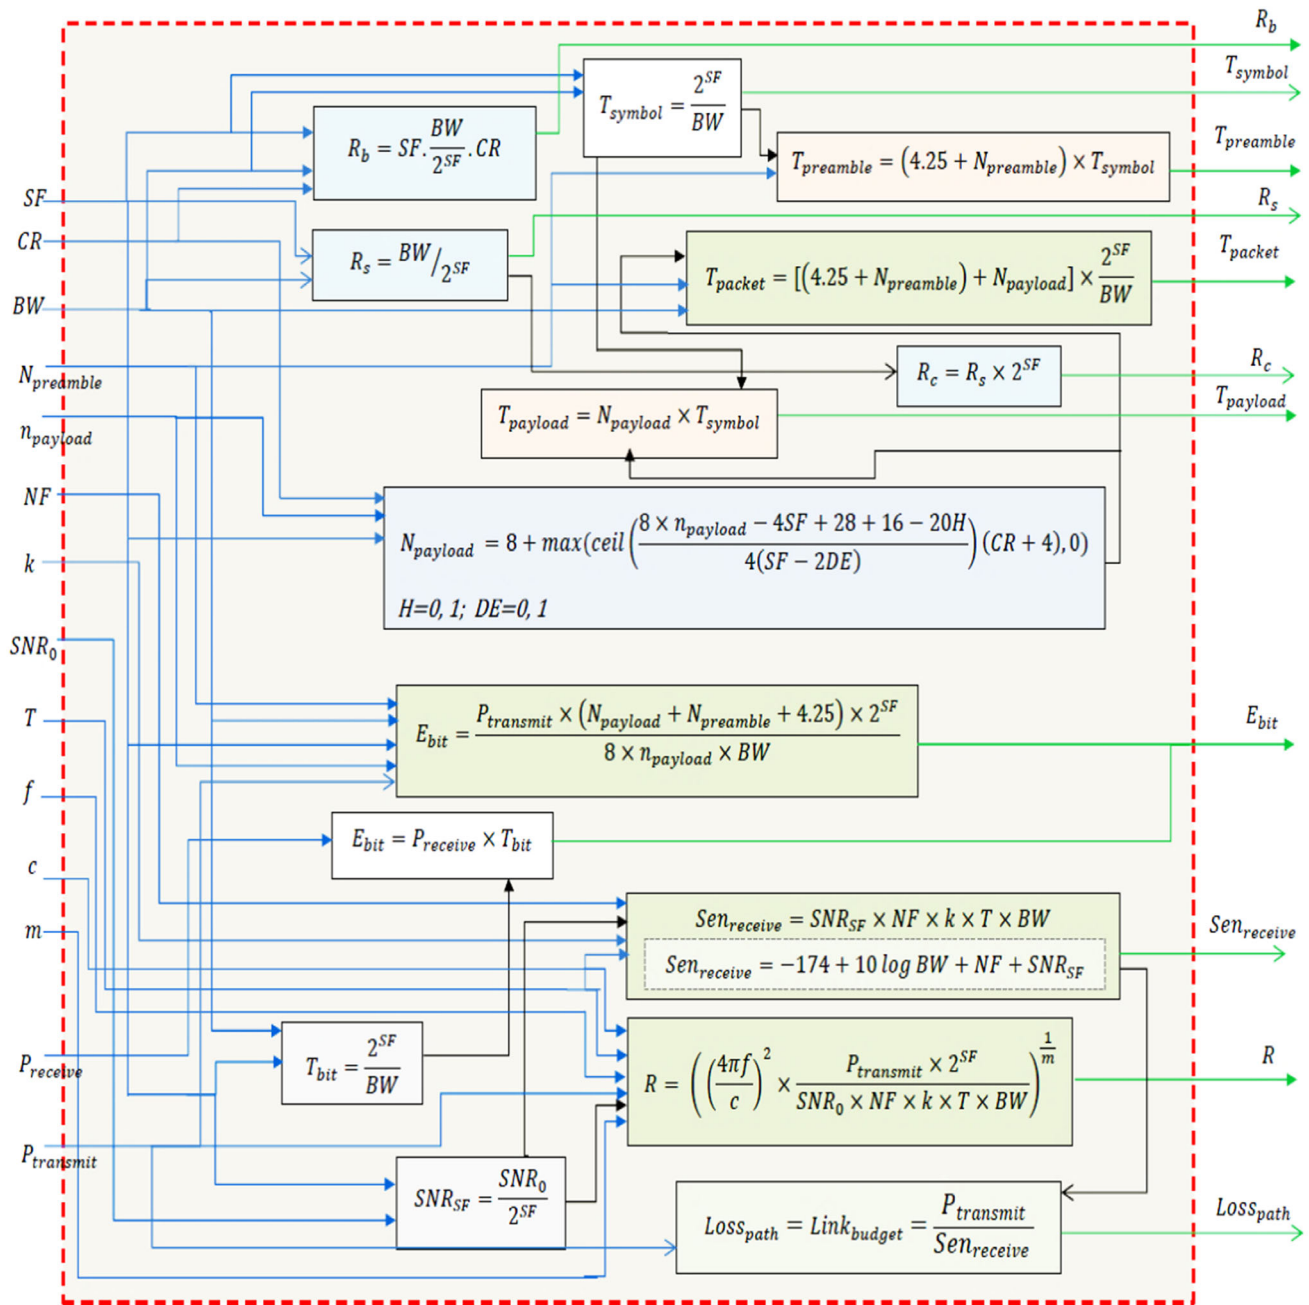 R_b
T_symbol
T_symbol = 2^SF / BW
R_b = SF. BW / 2^SF .CR
T_preamble
T_preamble = (4.25 + N_preamble) × T_symbol
SF
R_s
CR
R_s = BW/2^SF
T_packet
T_packet = [(4.25 + N_preamble) + N_payload] × 2^SF / BW
BW
N_preamble
R_c = R_s × 2^SF
R_c
T_payload = N_payload × T_symbol
T_payload
n_payload
NF
N_payload = 8 + max(ceil((8 × n_payload − 4SF + 28 + 16 − 20H) / 4(SF − 2DE))(CR + 4), 0)
k
H=0, 1; DE=0, 1
SNR_0
T
E_bit = P_transmit × (N_payload + N_preamble + 4.25) × 2^SF / 8 × n_payload × BW
E_bit
f
E_bit = P_receive × T_bit
c
m
Sen_receive = SNR_SF × NF × k × T × BW
Sen_receive
Sen_receive = −174 + 10 log BW + NF + SNR_SF
P_receive
T_bit = 2^SF / BW
R = ((4πf / c)^2 × P_transmit × 2^SF / SNR_0 × NF × k × T × BW)^1/m
R
P_transmit
SNR_SF = SNR_0 / 2^SF
Loss_path = Link_budget = P_transmit / Sen_receive
Loss_path